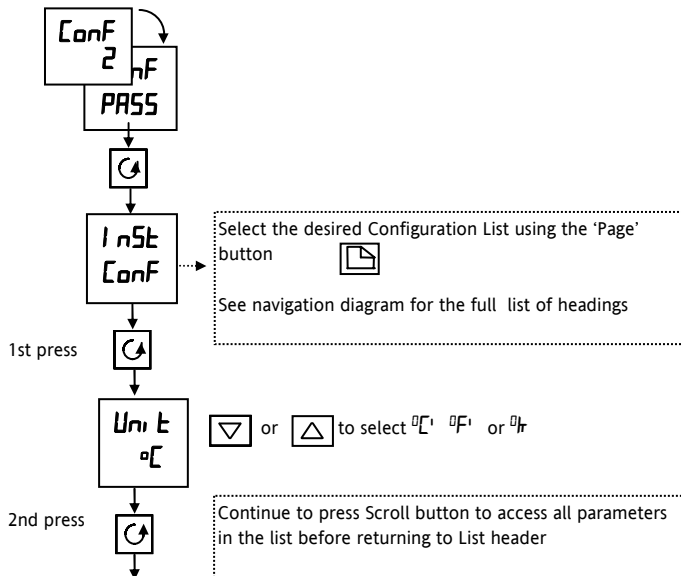 ConF
2
nF
PASS
InSt
ConF
Select the desired Configuration List using the ‘Page’
button
See navigation diagram for the full list of headings
1st press
Unit
°C
or
to select °C' °F' or °k
2nd press
Continue to press Scroll button to access all parameters
in the list before returning to List header